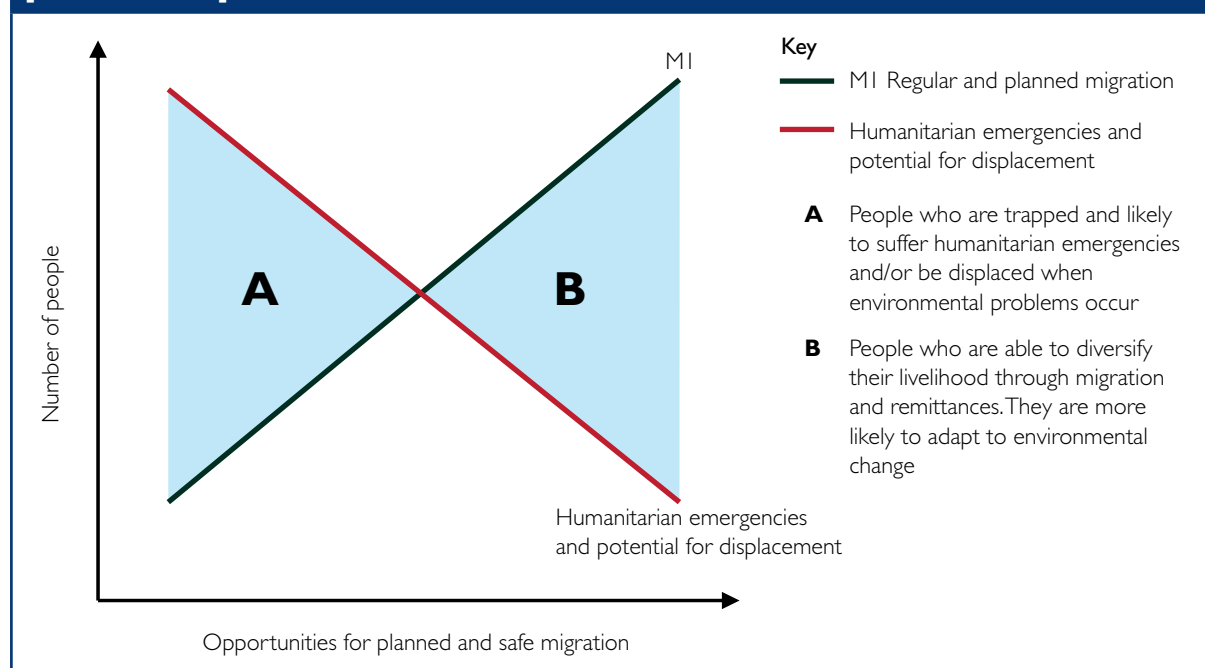 M1
Key
M1 Regular and planned migration
Humanitarian emergencies and
potential for displacement
A People who are trapped and likely
to suffer humanitarian emergencies
and/or be displaced when
environmental problems occur
B People who are able to diversify
their livelihood through migration
and remittances. They are more
likely to adapt to environmental
change
A
B
Number of people
Humanitarian emergencies
and potential for displacement
Opportunities for planned and safe migration